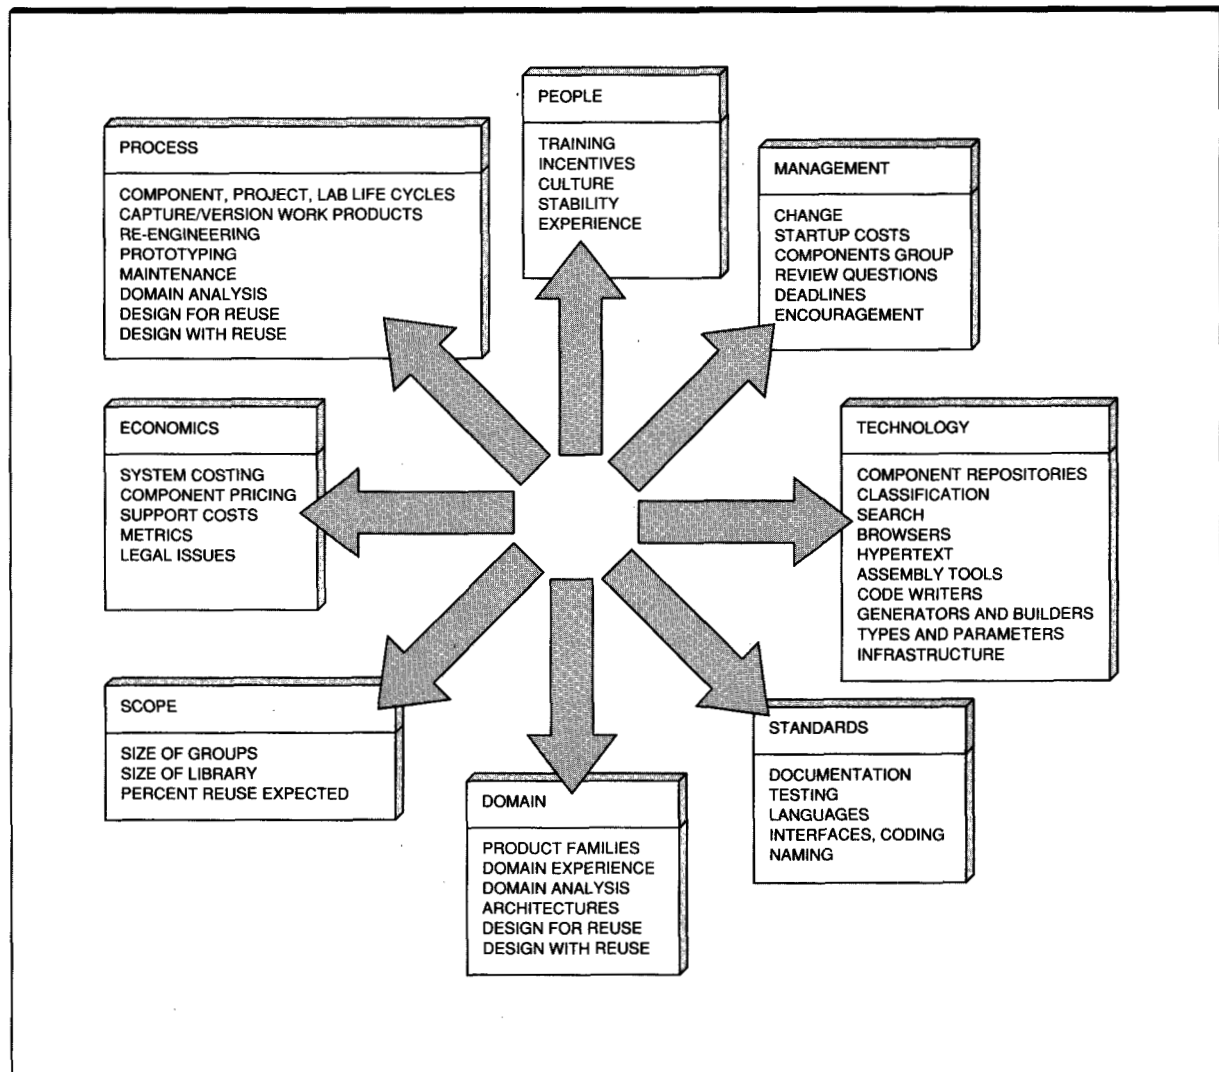 PEOPLE
TRAINING
INCENTIVES
CULTURE
STABILITY
EXPERIENCE
PROCESS
COMPONENT, PROJECT, LAB LIFE CYCLES
CAPTURE/VERSION WORK PRODUCTS
RE-ENGINEERING
PROTOTYPING
MAINTENANCE
DOMAIN ANALYSIS
DESIGN FOR REUSE
DESIGN WITH REUSE
MANAGEMENT
CHANGE
STARTUP COSTS
COMPONENTS GROUP
REVIEW QUESTIONS
DEADLINES
ENCOURAGEMENT
ECONOMICS
SYSTEM COSTING
COMPONENT PRICING
SUPPORT COSTS
METRICS
LEGAL ISSUES
TECHNOLOGY
COMPONENT REPOSITORIES
CLASSIFICATION
SEARCH
BROWSERS
HYPERTEXT
ASSEMBLY TOOLS
CODE WRITERS
GENERATORS AND BUILDERS
TYPES AND PARAMETERS
INFRASTRUCTURE
SCOPE
SIZE OF GROUPS
SIZE OF LIBRARY
PERCENT REUSE EXPECTED
DOMAIN
PRODUCT FAMILIES
DOMAIN EXPERIENCE
DOMAIN ANALYSIS
ARCHITECTURES
DESIGN FOR REUSE
DESIGN WITH REUSE
STANDARDS
DOCUMENTATION
TESTING
LANGUAGES
INTERFACES, CODING
NAMING